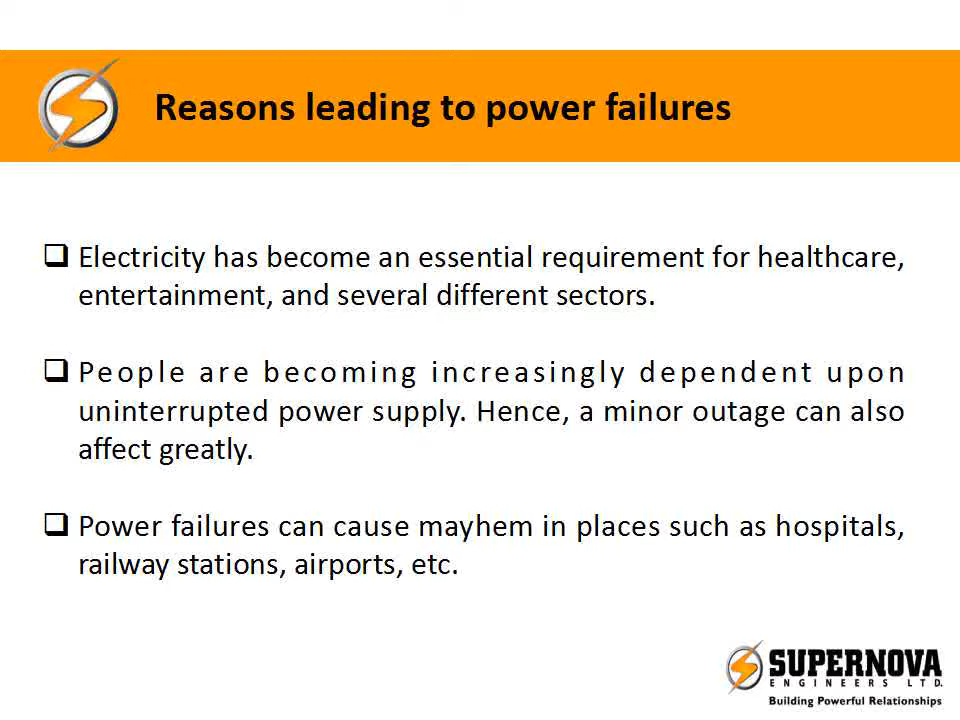 Reasons leading to power failures
❑ Electricity has become an essential requirement for healthcare,
entertainment, and several different sectors.
❑ People are becoming increasingly dependent upon
uninterrupted power supply. Hence, a minor outage can also
affect greatly.
❑ Power failures can cause mayhem in places such as hospitals,
railway stations, airports, etc.
SUPERNOVA
ENGINEERS LTD.
Building Powerful Relationships